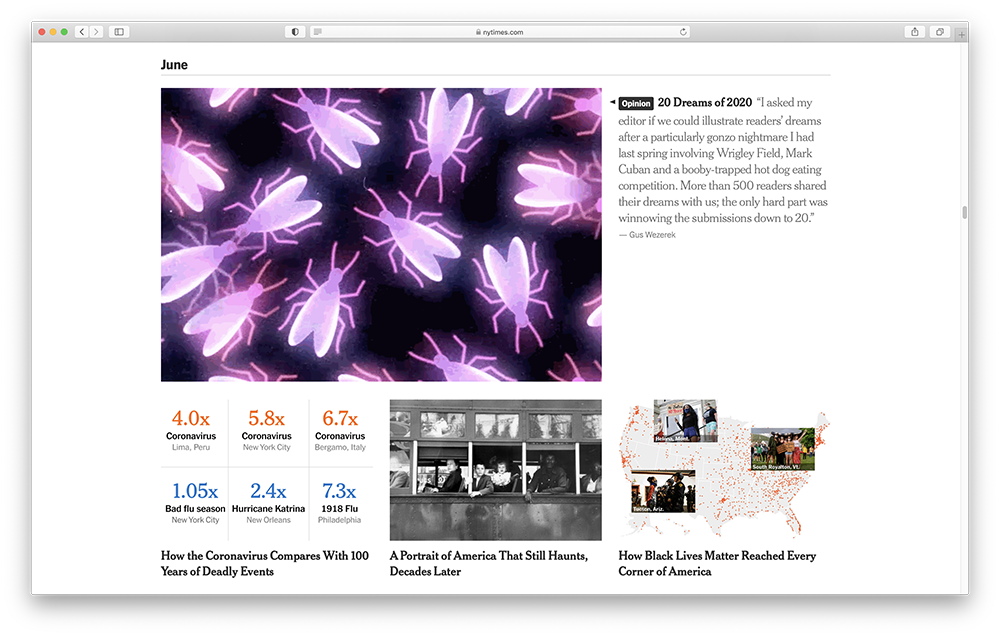 nytimes.com
June
Opinion 20 Dreams of 2020 “I asked my
editor if we could illustrate readers’ dreams
after a particularly gonzo nightmare I had
last spring involving Wrigley Field, Mark
Cuban and a booby-trapped hot dog eating
competition. More than 500 readers shared
their dreams with us; the only hard part was
winnowing the submissions down to 20.”
— Gus Wezerek
4.0x
Coronavirus
Lima, Peru
5.8x
Coronavirus
New York City
6.7x
Coronavirus
Bergamo, Italy
1.05x
Bad flu season
New York City
2.4x
Hurricane Katrina
New Orleans
7.3x
1918 Flu
Philadelphia
How the Coronavirus Compares With 100
Years of Deadly Events
A Portrait of America That Still Haunts,
Decades Later
Helena, Mont.
South Royalton, Vt.
Ariz.
How Black Lives Matter Reached Every
Corner of America